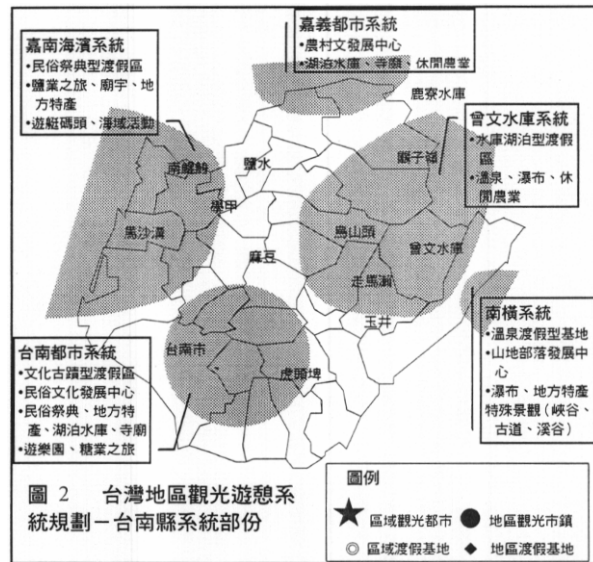 嘉義都市系統
•農村文發展中心
•湖泊水庫、寺廟、休閒農業
嘉南海濱系統
•民俗祭典型渡假區
•鹽業之旅、廟宇、地
方特產
•遊艇碼頭、海域活動
鹿寮水庫
曾文水庫系統
•水庫湖泊型渡假
區
•溫泉、瀑布、休
閒農業
關子嶺
南鯤鯓
鹽水
學甲
馬沙溝
麻豆
烏山頭
曾文水庫
走馬瀨
玉井
南橫系統
•溫泉渡假型基地
•山地部落發展中
心
•瀑布、地方特產
特殊景觀(峽谷、
古道、溪谷)
台南都市系統
•文化古蹟型渡假區
•民俗文化發展中心
•民俗祭典、地方特
產、湖泊水庫、寺廟
•遊樂園、糖業之旅
台南市
虎頭埤
圖 2 台灣地區觀光遊憩系
統規劃－台南縣系統部份
圖例
★ 區域觀光都市 ● 地區觀光市鎮
◎ 區域渡假基地 ◆ 地區渡假基地